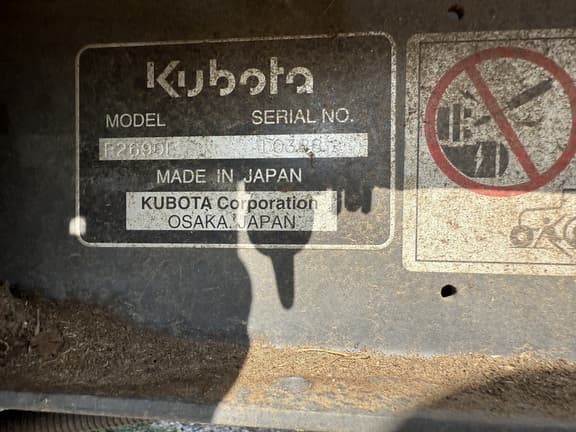 Kubota
MODEL SERIAL NO.
MADE IN JAPAN
KUBOTA Corporation
OSAKA, JAPAN